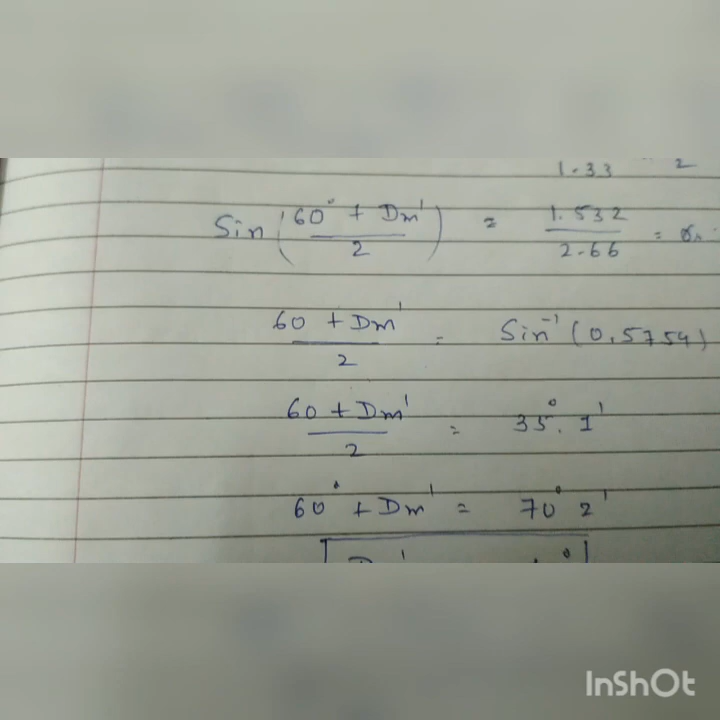 1.33 2
Sin (60° + Dm' / 2) = 1.532 / 2.66 = 0.
60 + Dm' / 2 = Sin⁻¹ (0.5754)
60 + Dm' / 2 = 35°. 1'
60° + Dm' = 70° 2'
InShOt